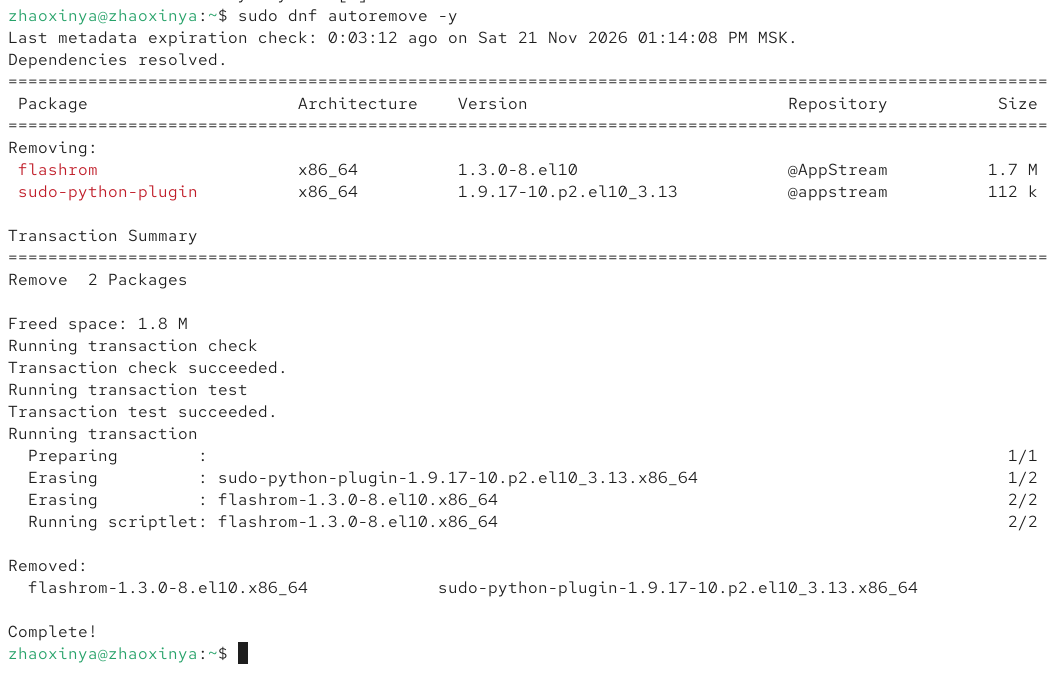 zhaoxinya@zhaoxinya:~$ sudo dnf autoremove -y
Last metadata expiration check: 0:03:12 ago on Sat 21 Nov 2026 01:14:08 PM MSK.
Dependencies resolved.
========================================================================================================
 Package                     Architecture    Version                          Repository           Size
========================================================================================================
Removing:
 flashrom                    x86_64          1.3.0-8.el10                     @AppStream          1.7 M
 sudo-python-plugin          x86_64          1.9.17-10.p2.el10_3.13           @appstream          112 k

Transaction Summary
========================================================================================================
Remove  2 Packages

Freed space: 1.8 M
Running transaction check
Transaction check succeeded.
Running transaction test
Transaction test succeeded.
Running transaction
  Preparing        :                                                                                1/1
  Erasing          : sudo-python-plugin-1.9.17-10.p2.el10_3.13.x86_64                               1/2
  Erasing          : flashrom-1.3.0-8.el10.x86_64                                                   2/2
  Running scriptlet: flashrom-1.3.0-8.el10.x86_64                                                   2/2

Removed:
  flashrom-1.3.0-8.el10.x86_64             sudo-python-plugin-1.9.17-10.p2.el10_3.13.x86_64

Complete!
zhaoxinya@zhaoxinya:~$